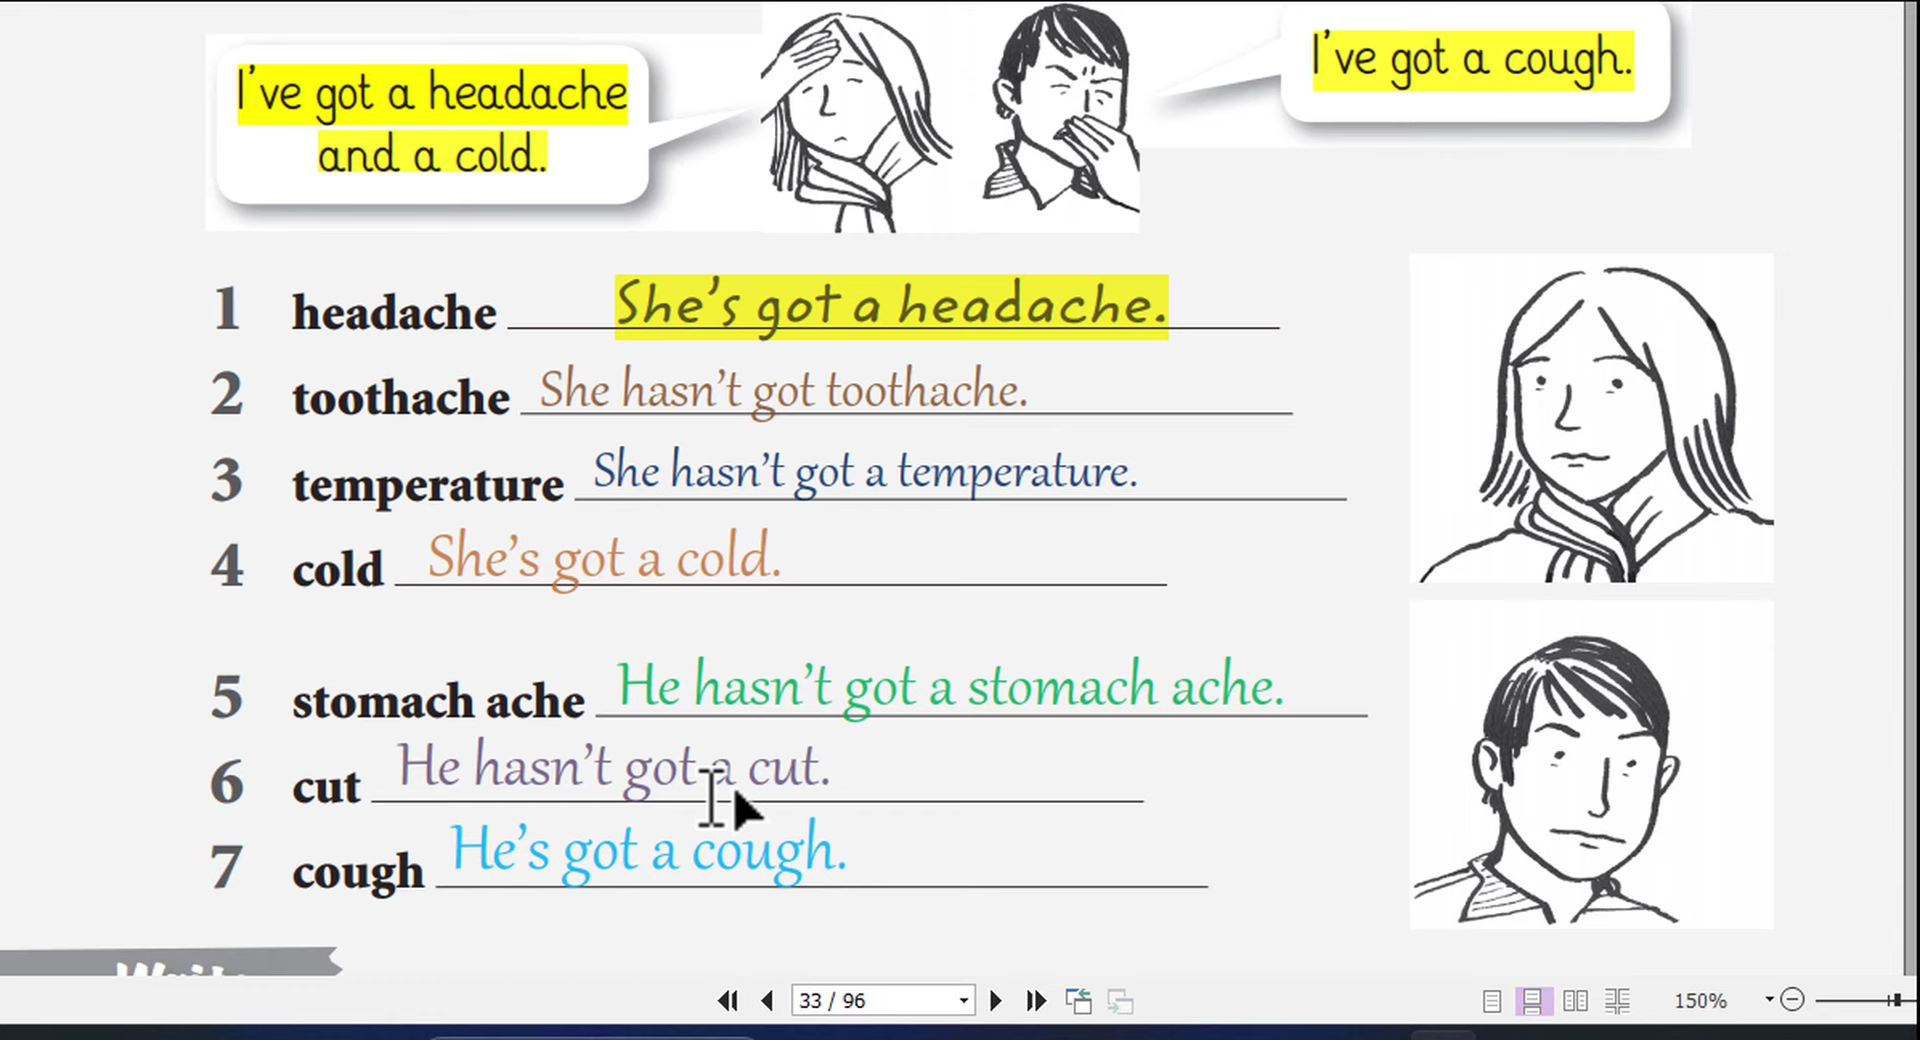 I've got a headache
and a cold.
I've got a cough.
1 headache She's got a headache.
2 toothache She hasn't got toothache.
3 temperature She hasn't got a temperature.
4 cold She's got a cold.
5 stomach ache He hasn't got a stomach ache.
6 cut He hasn't got a cut.
7 cough He's got a cough.
33 / 96
150%